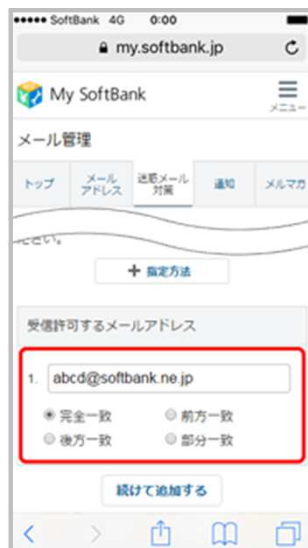 SoftBank 4G 0:00
my.softbank.jp
My SoftBank
メニュー
メール管理
トップ
メール
アドレス
迷惑メール
対策
通知
メルマガ
ださい。
+ 指定方法
受信許可するメールアドレス
1. abcd@softbank.ne.jp
完全一致 前方一致
後方一致 部分一致
続けて追加する